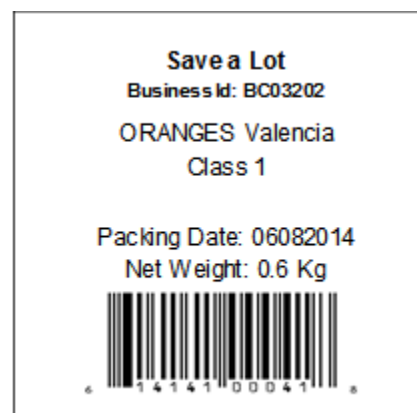 Save a Lot
Business Id: BC03202
ORANGES Valencia
Class 1
Packing Date: 06082014
Net Weight: 0.6 Kg
6 14141 00041 8